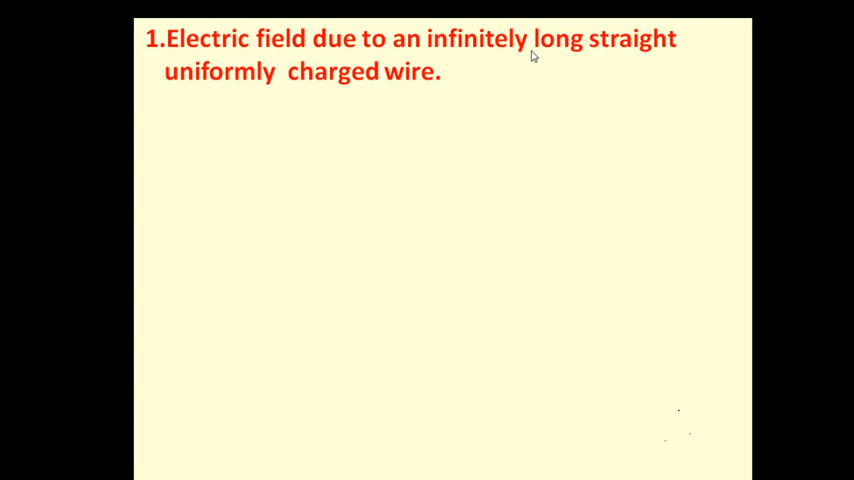 1.Electric field due to an infinitely long straight
uniformly charged wire.